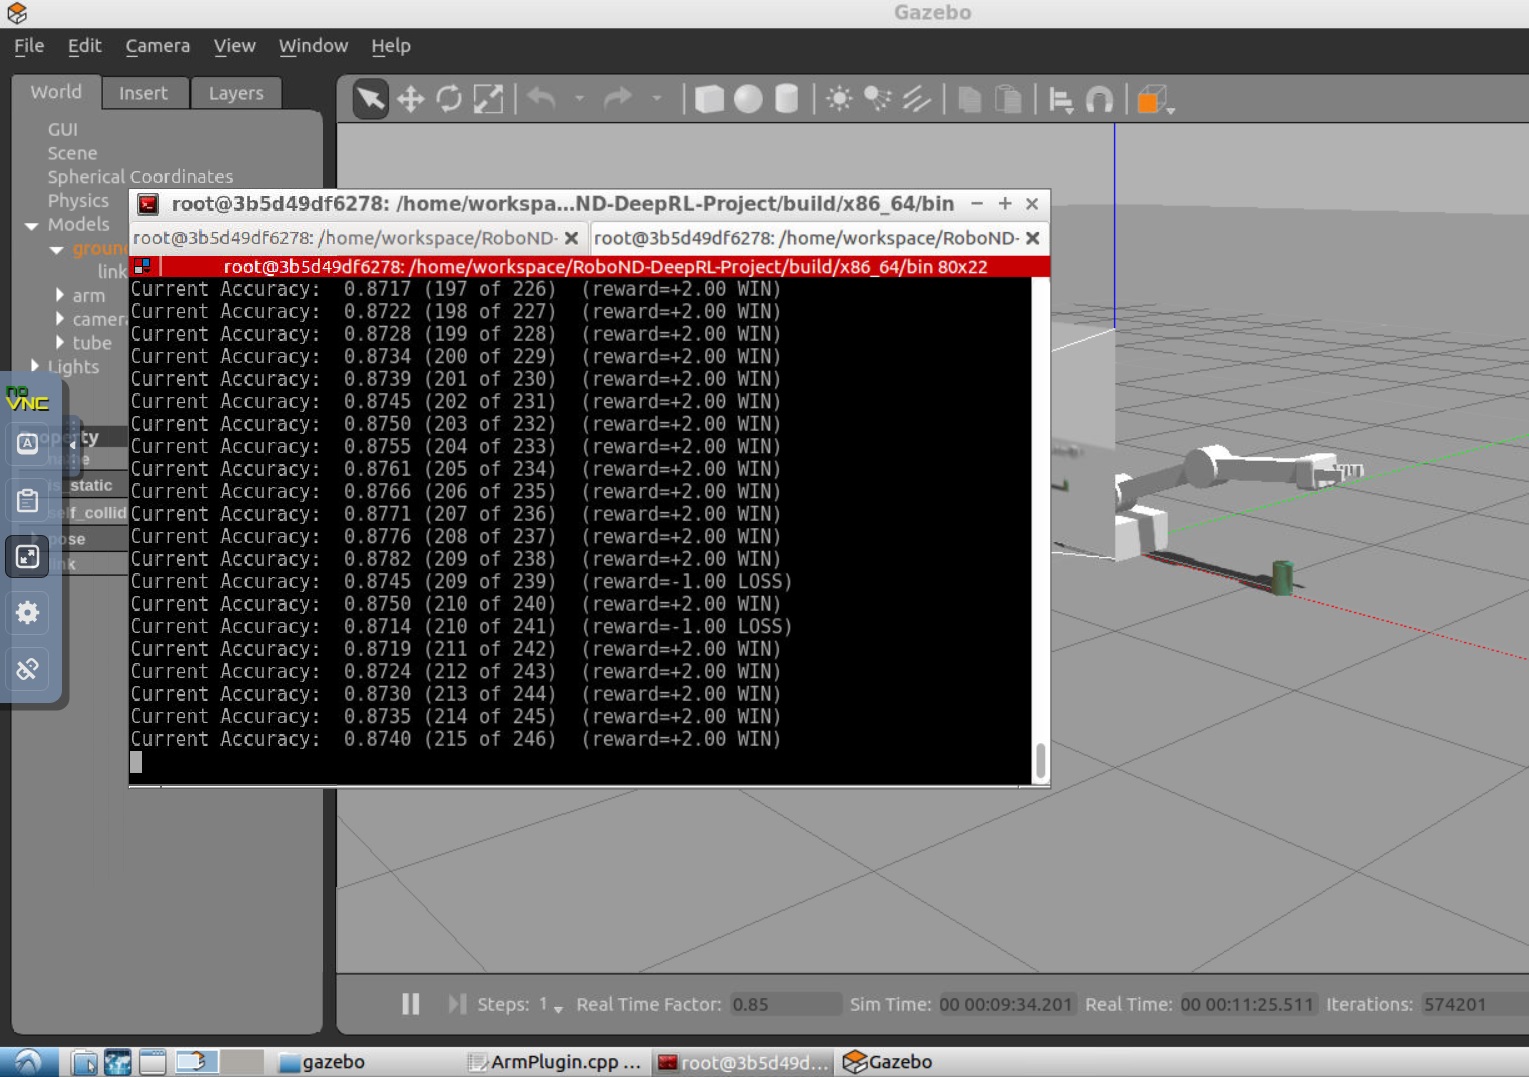 Gazebo
File Edit Camera View Window Help
World Insert Layers
GUI
Scene
Spherical Coordinates
Physics
Models
link
arm
tube
Lights
root@3b5d49df6278: /home/workspa...ND-DeepRL-Project/build/x86_64/bin
root@3b5d49df6278: /home/workspace/RoboND- root@3b5d49df6278: /home/workspace/RoboND-
root@3b5d49df6278: /home/workspace/RoboND-DeepRL-Project/build/x86_64/bin 80x22
Current Accuracy: 0.8717 (197 of 226) (reward=+2.00 WIN)
Current Accuracy: 0.8722 (198 of 227) (reward=+2.00 WIN)
Current Accuracy: 0.8728 (199 of 228) (reward=+2.00 WIN)
Current Accuracy: 0.8734 (200 of 229) (reward=+2.00 WIN)
Current Accuracy: 0.8739 (201 of 230) (reward=+2.00 WIN)
Current Accuracy: 0.8745 (202 of 231) (reward=+2.00 WIN)
Current Accuracy: 0.8750 (203 of 232) (reward=+2.00 WIN)
Current Accuracy: 0.8755 (204 of 233) (reward=+2.00 WIN)
Current Accuracy: 0.8761 (205 of 234) (reward=+2.00 WIN)
Current Accuracy: 0.8766 (206 of 235) (reward=+2.00 WIN)
Current Accuracy: 0.8771 (207 of 236) (reward=+2.00 WIN)
Current Accuracy: 0.8776 (208 of 237) (reward=+2.00 WIN)
Current Accuracy: 0.8782 (209 of 238) (reward=+2.00 WIN)
Current Accuracy: 0.8745 (209 of 239) (reward=-1.00 LOSS)
Current Accuracy: 0.8750 (210 of 240) (reward=+2.00 WIN)
Current Accuracy: 0.8714 (210 of 241) (reward=-1.00 LOSS)
Current Accuracy: 0.8719 (211 of 242) (reward=+2.00 WIN)
Current Accuracy: 0.8724 (212 of 243) (reward=+2.00 WIN)
Current Accuracy: 0.8730 (213 of 244) (reward=+2.00 WIN)
Current Accuracy: 0.8735 (214 of 245) (reward=+2.00 WIN)
Current Accuracy: 0.8740 (215 of 246) (reward=+2.00 WIN)
no
VNC
A
Steps: 1 Real Time Factor: 0.85 Sim Time: 00 00:09:34.201 Real Time: 00 00:11:25.511 Iterations: 574201
gazebo ArmPlugin.cpp ... root@3b5d49d... Gazebo